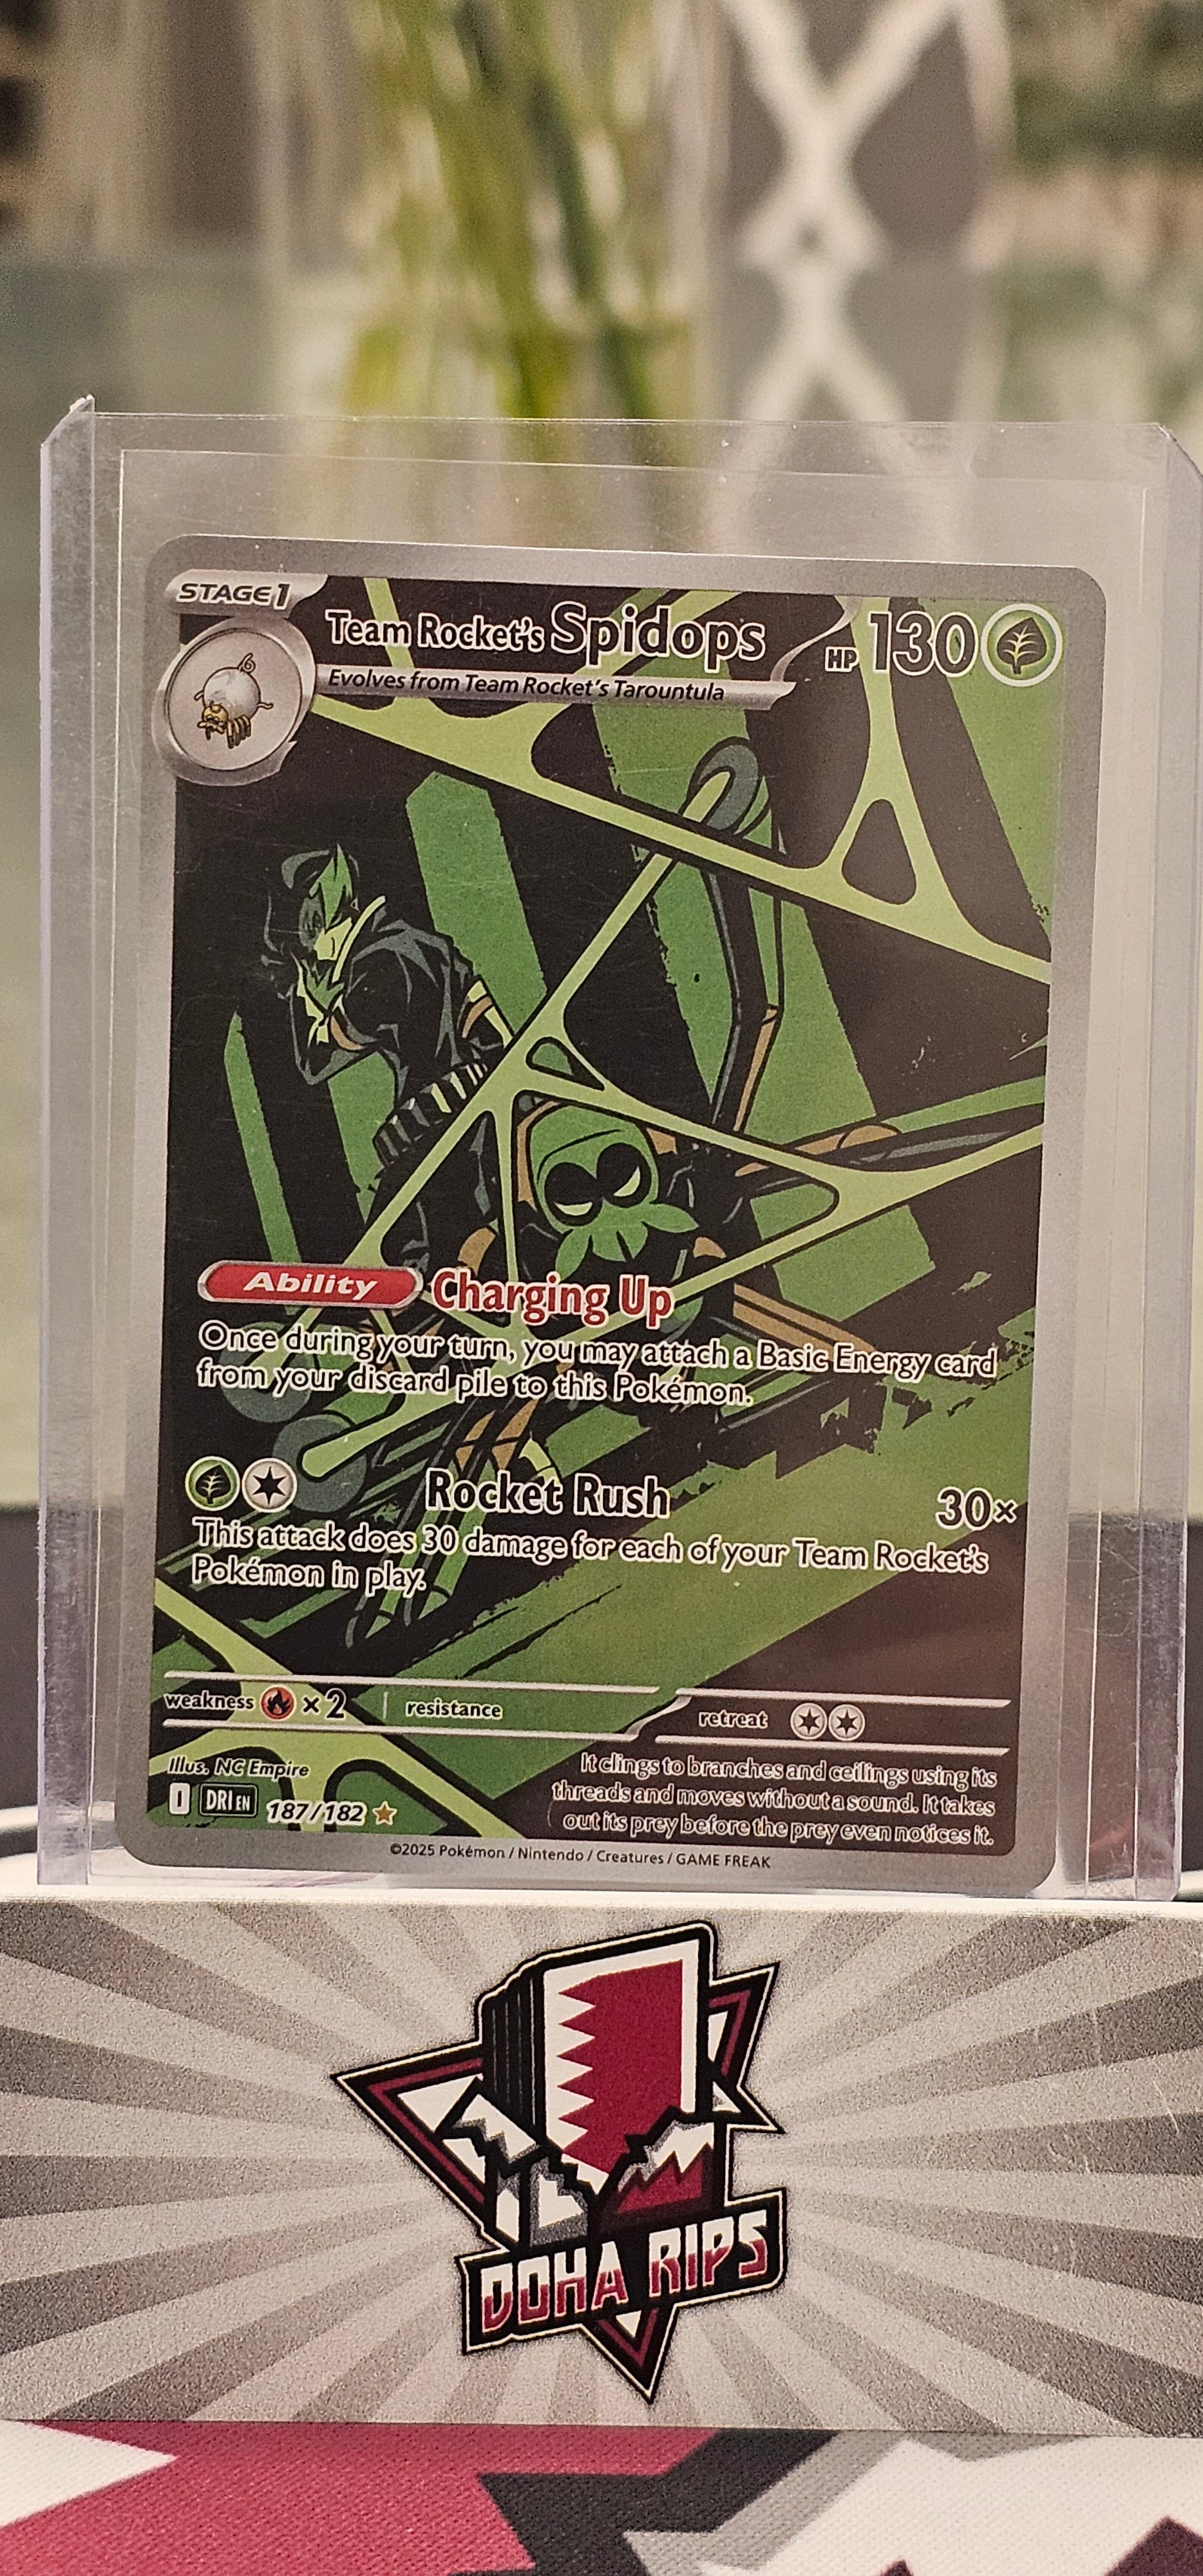 STAGE 1
Team Rocket's Spidops
HP 130
Evolves from Team Rocket's Tarountula
Ability Charging Up
Once during your turn, you may attach a Basic Energy card
from your discard pile to this Pokémon.
Rocket Rush 30×
This attack does 30 damage for each of your Team Rocket's
Pokémon in play.
weakness ×2 resistance retreat
Illus. NC Empire
I DRI EN 187/182
It clings to branches and ceilings using its
threads and moves without a sound. It takes
out its prey before the prey even notices it.
©2025 Pokémon / Nintendo / Creatures / GAME FREAK
DOHA RIPS